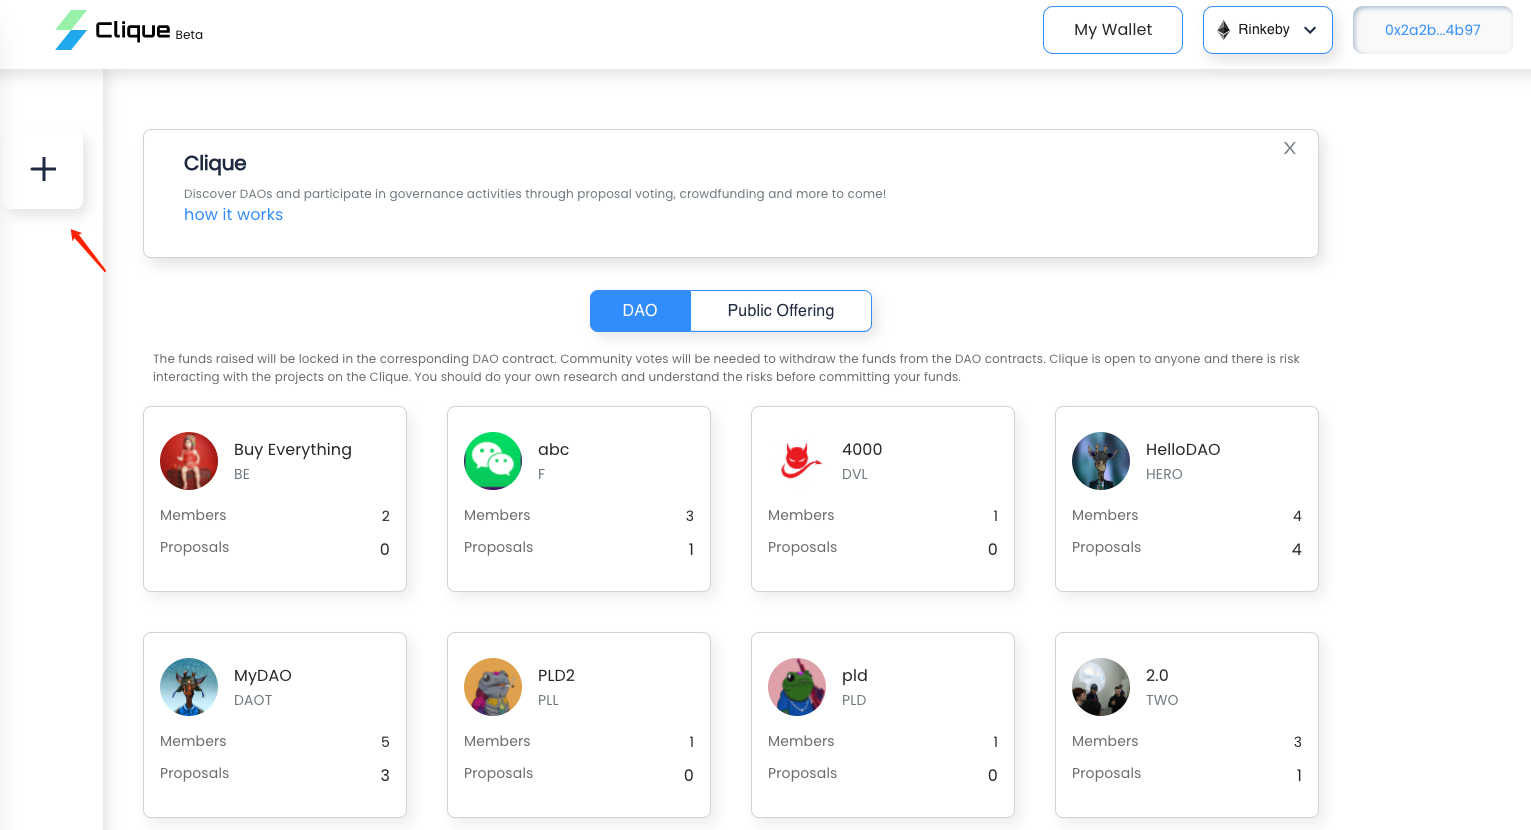 Clique Beta
My Wallet
Rinkeby
0x2a2b...4b97
Clique
X
Discover DAOs and participate in governance activities through proposal voting, crowdfunding and more to come!
how it works
DAO
Public Offering
The funds raised will be locked in the corresponding DAO contract. Community votes will be needed to withdraw the funds from the DAO contracts. Clique is open to anyone and there is risk
interacting with the projects on the Clique. You should do your own research and understand the risks before committing your funds.
Buy Everything
BE
Members 2
Proposals 0
abc
F
Members 3
Proposals 1
4000
DVL
Members 1
Proposals 0
HelloDAO
HERO
Members 4
Proposals 4
MyDAO
DAOT
Members 5
Proposals 3
PLD2
PLL
Members 1
Proposals 0
pld
PLD
Members 1
Proposals 0
2.0
TWO
Members 3
Proposals 1